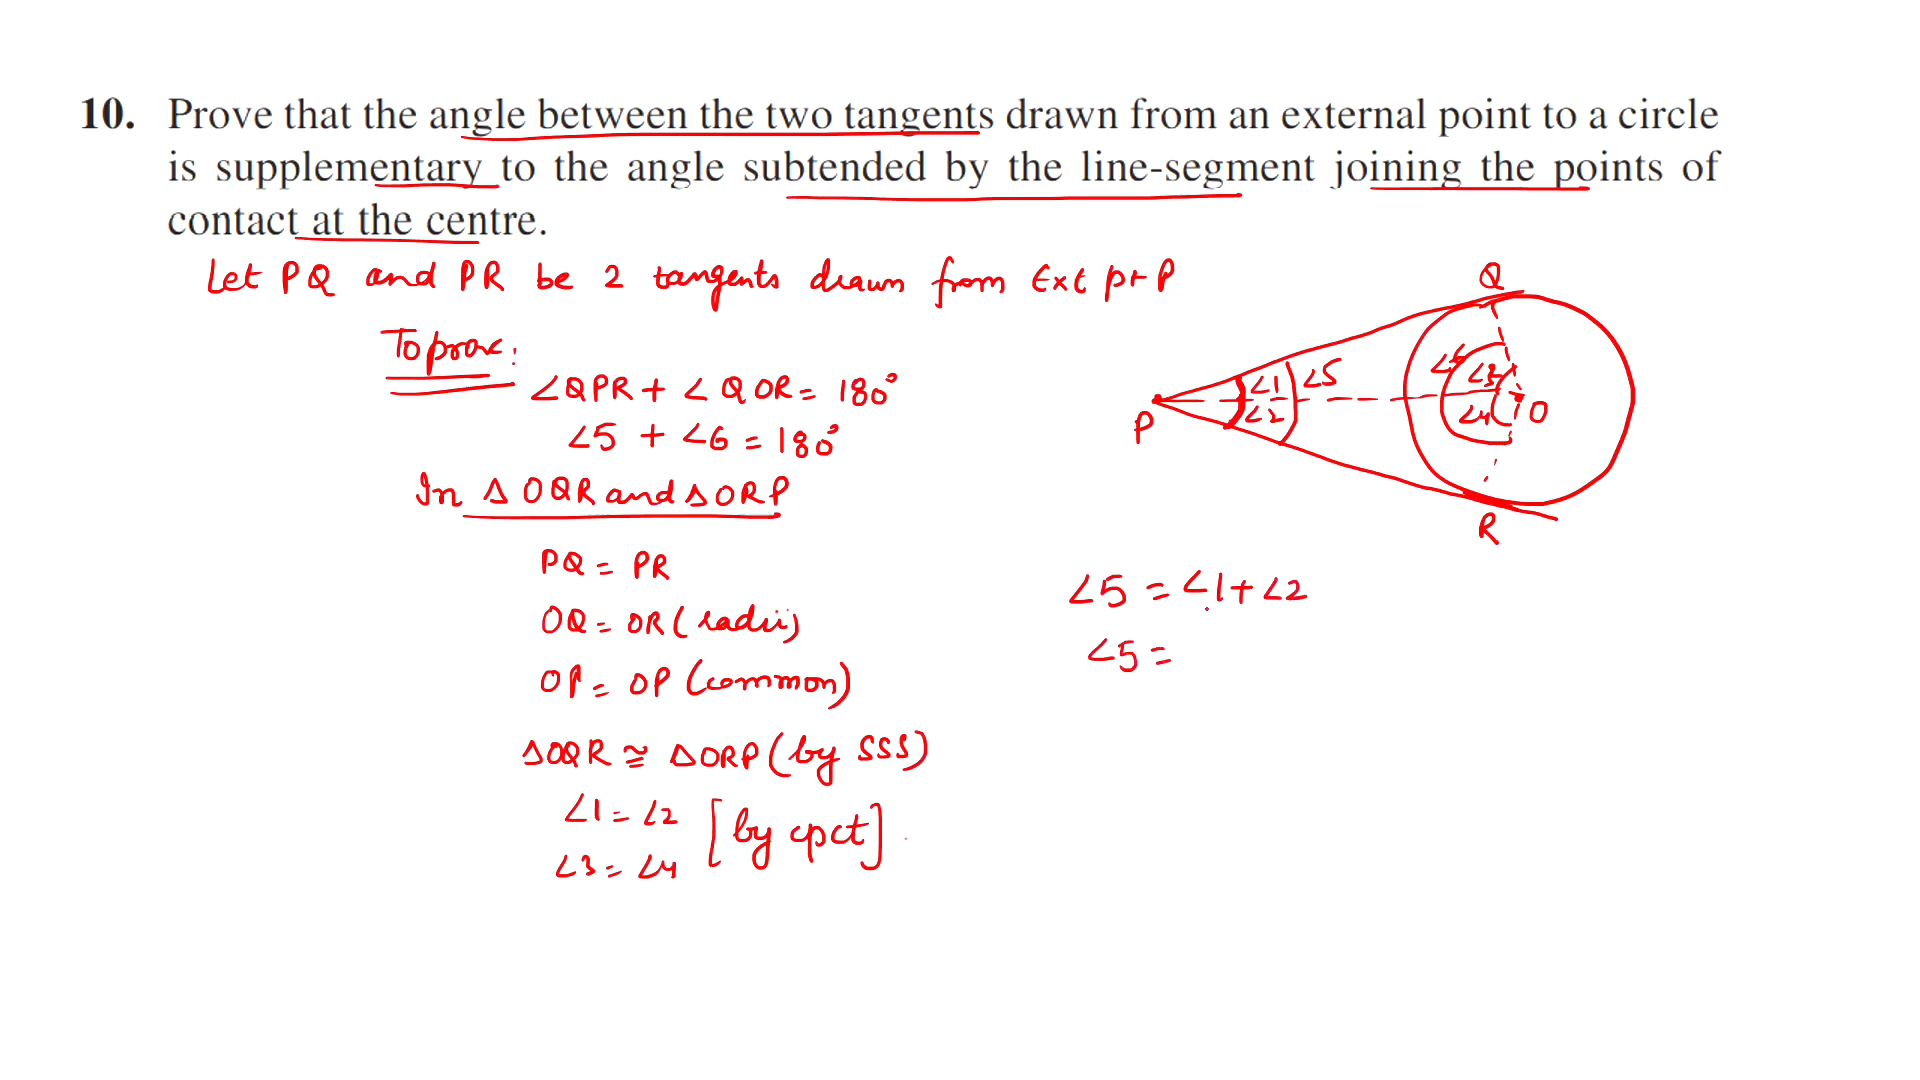 10. Prove that the angle between the two tangents drawn from an external point to a circle
is supplementary to the angle subtended by the line-segment joining the points of
contact at the centre.
Let PQ and PR be 2 tangents drawn from Ext pt P
To prove:
∠QPR + ∠QOR = 180°
∠5 + ∠6 = 180°
In Δ OQR and Δ ORP
PQ = PR
OQ = OR (radii)
OP = OP (common)
ΔOQR ≅ ΔORP (by SSS)
∠1 = ∠2 [by cpct]
∠3 = ∠4
Q
∠6
∠3
∠1 ∠5
∠2
∠4 O
P
R
∠5 = ∠1 + ∠2
∠5 =